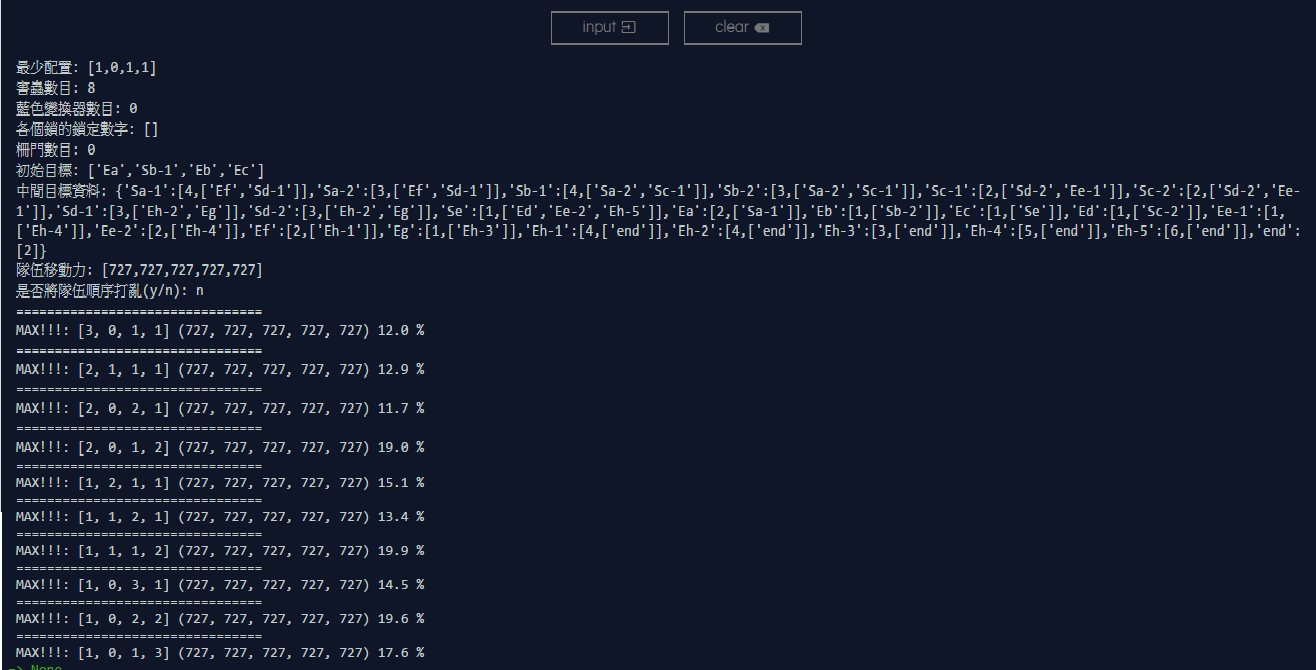 input
clear
最少配置: [1,0,1,1]
害蟲數目: 8
藍色變換器數目: 0
各個鎖的鎖定數字: []
柵門數目: 0
初始目標: ['Ea','Sb-1','Eb','Ec']
中間目標資料: {'Sa-1':[4,['Ef','Sd-1']],'Sa-2':[3,['Ef','Sd-1']],'Sb-1':[4,['Sa-2','Sc-1']],'Sb-2':[3,['Sa-2','Sc-1']],'Sc-1':[2,['Sd-2','Ee-1']],'Sc-2':[2,['Sd-2','Ee-
1']],'Sd-1':[3,['Eh-2','Eg']],'Sd-2':[3,['Eh-2','Eg']],'Se':[1,['Ed','Ee-2','Eh-5']],'Ea':[2,['Sa-1']],'Eb':[1,['Sb-2']],'Ec':[1,['Se']],'Ed':[1,['Sc-2']],'Ee-1':[1,
['Eh-4']],'Ee-2':[2,['Eh-4']],'Ef':[2,['Eh-1']],'Eg':[1,['Eh-3']],'Eh-1':[4,['end']],'Eh-2':[4,['end']],'Eh-3':[3,['end']],'Eh-4':[5,['end']],'Eh-5':[6,['end']],'end':
[2]}
隊伍移動力: [727,727,727,727,727]
是否將隊伍順序打亂(y/n): n
================================
MAX!!!: [3, 0, 1, 1] (727, 727, 727, 727, 727) 12.0 %
================================
MAX!!!: [2, 1, 1, 1] (727, 727, 727, 727, 727) 12.9 %
================================
MAX!!!: [2, 0, 2, 1] (727, 727, 727, 727, 727) 11.7 %
================================
MAX!!!: [2, 0, 1, 2] (727, 727, 727, 727, 727) 19.0 %
================================
MAX!!!: [1, 2, 1, 1] (727, 727, 727, 727, 727) 15.1 %
================================
MAX!!!: [1, 1, 2, 1] (727, 727, 727, 727, 727) 13.4 %
================================
MAX!!!: [1, 1, 1, 2] (727, 727, 727, 727, 727) 19.9 %
================================
MAX!!!: [1, 0, 3, 1] (727, 727, 727, 727, 727) 14.5 %
================================
MAX!!!: [1, 0, 2, 2] (727, 727, 727, 727, 727) 19.6 %
================================
MAX!!!: [1, 0, 1, 3] (727, 727, 727, 727, 727) 17.6 %
=> None